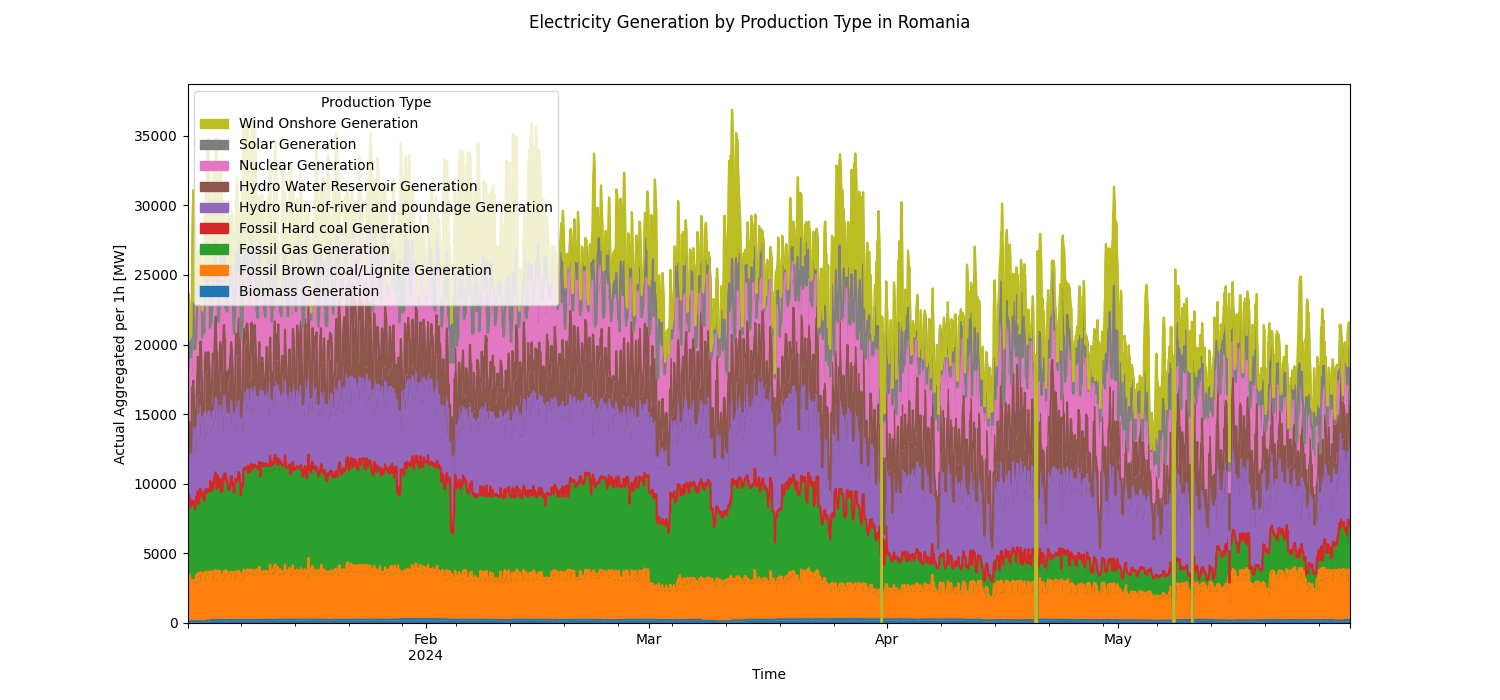 Electricity Generation by Production Type in Romania
Production Type
Wind Onshore Generation
Solar Generation
Nuclear Generation
Hydro Water Reservoir Generation
Hydro Run-of-river and poundage Generation
Fossil Hard coal Generation
Fossil Gas Generation
Fossil Brown coal/Lignite Generation
Biomass Generation
Actual Aggregated per 1h [MW]
35000
30000
25000
20000
15000
10000
5000
0
Feb
2024
Mar
Apr
May
Time